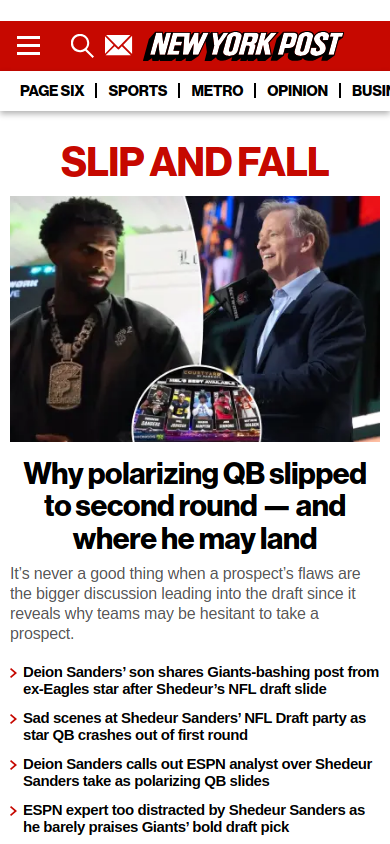 NEW YORK POST
PAGE SIX
SPORTS
METRO
OPINION
BUSIN
SLIP AND FALL
COURTYARD
BEST AVAILABLE
SANDERS
Why polarizing QB slipped
to second round — and
where he may land
It’s never a good thing when a prospect’s flaws are
the bigger discussion leading into the draft since it
reveals why teams may be hesitant to take a
prospect.
Deion Sanders’ son shares Giants-bashing post from
ex-Eagles star after Shedeur’s NFL draft slide
Sad scenes at Shedeur Sanders’ NFL Draft party as
star QB crashes out of first round
Deion Sanders calls out ESPN analyst over Shedeur
Sanders take as polarizing QB slides
ESPN expert too distracted by Shedeur Sanders as
he barely praises Giants’ bold draft pick